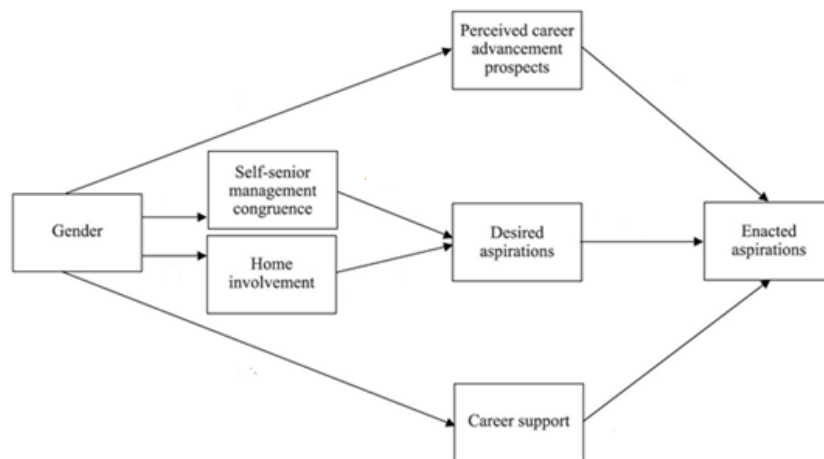 Perceived career
advancement
prospects
Self-senior
management
congruence
Gender
Home
involvement
Desired
aspirations
Enacted
aspirations
Career support